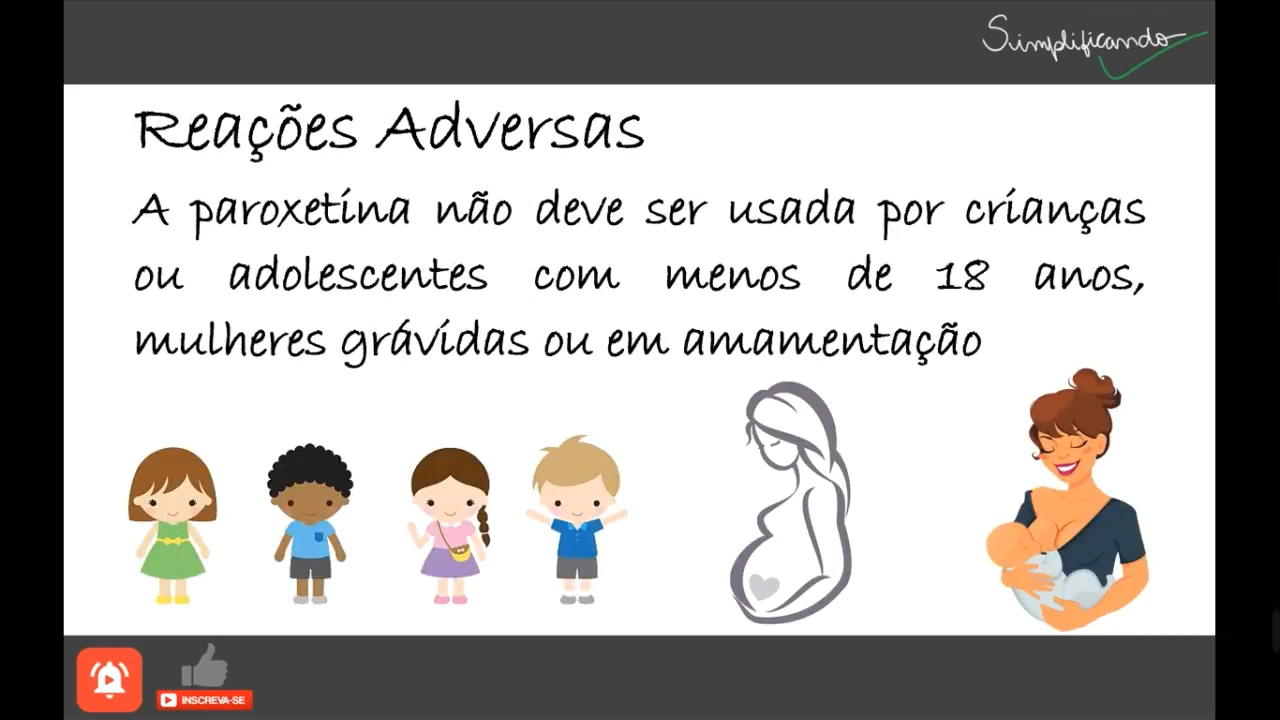 Simplificando
Reações Adversas
A paroxetina não deve ser usada por crianças
ou adolescentes com menos de 18 anos,
mulheres grávidas ou em amamentação
INSCREVA-SE